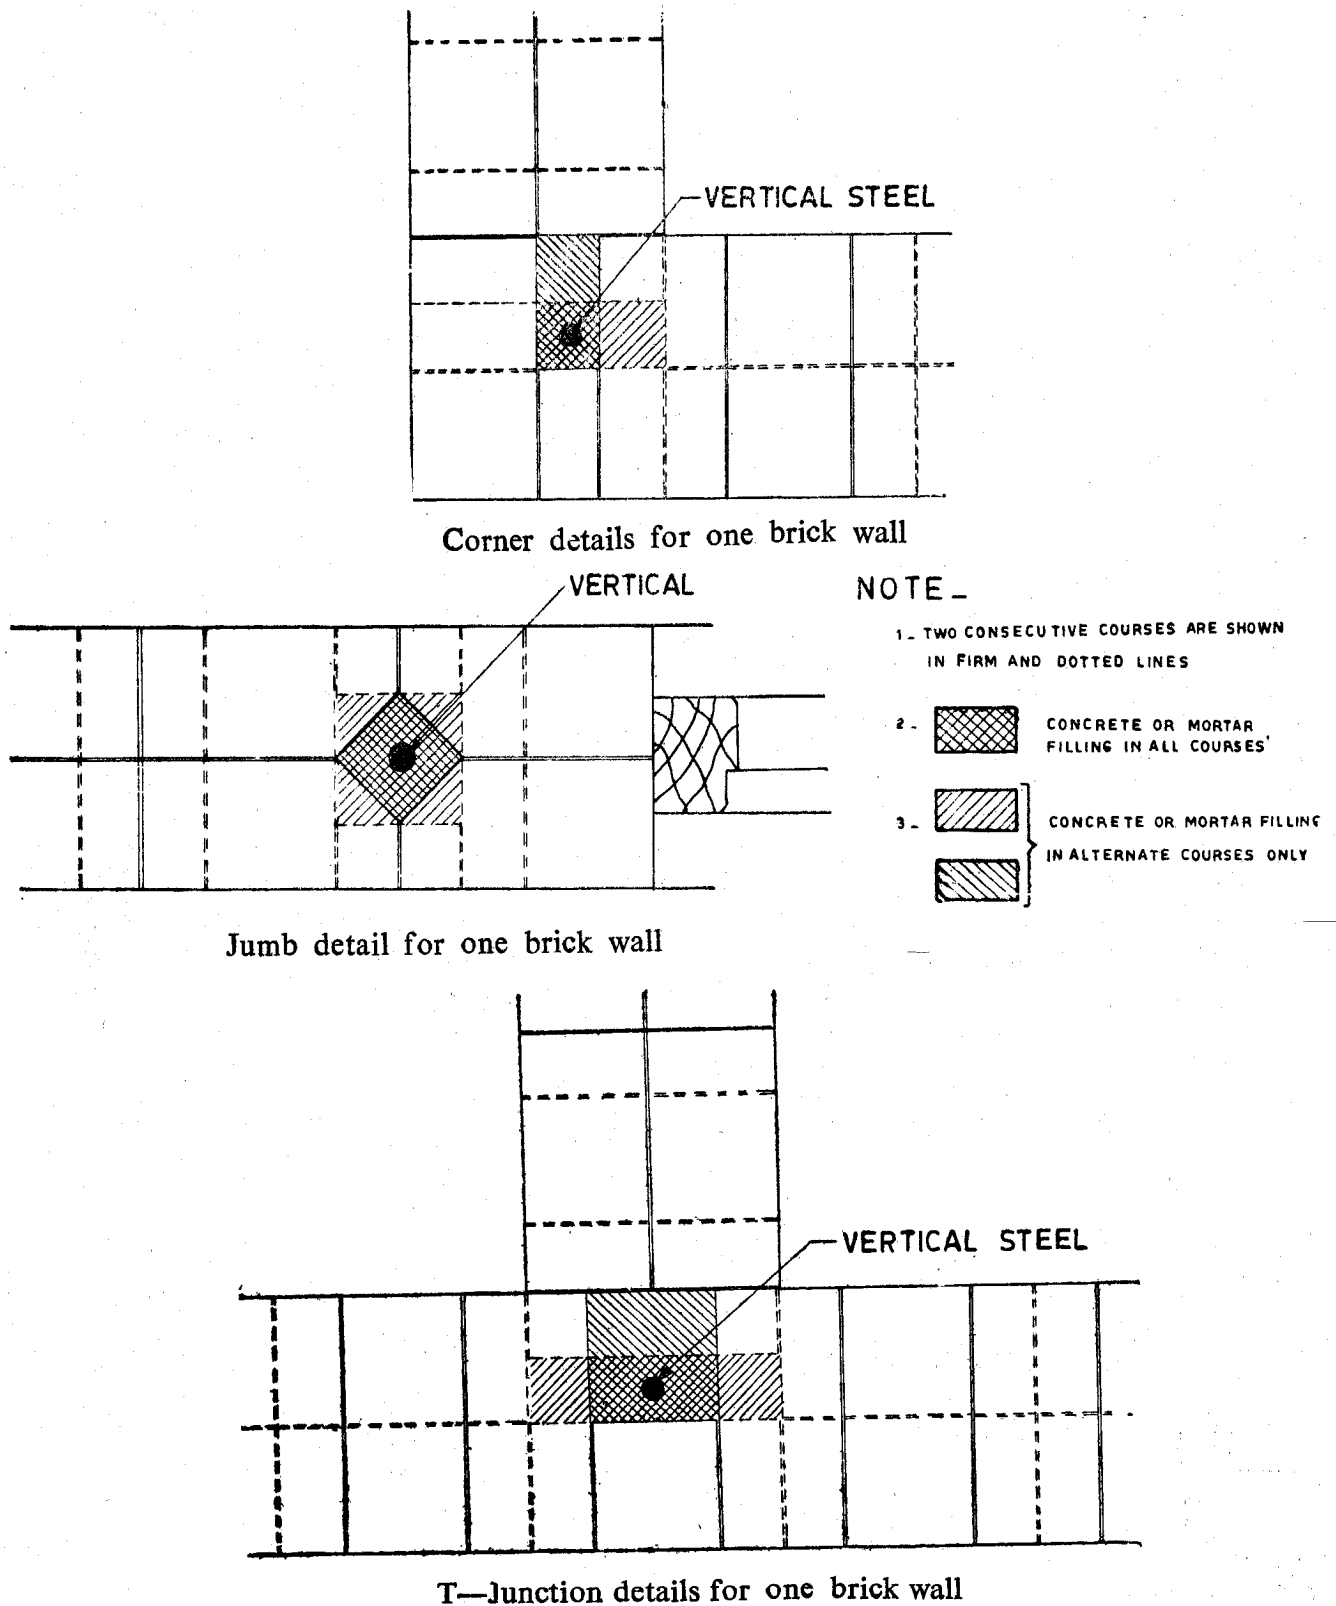 VERTICAL STEEL
Corner details for one brick wall
VERTICAL
NOTE_
1_ TWO CONSECUTIVE COURSES ARE SHOWN
IN FIRM AND DOTTED LINES
2_
CONCRETE OR MORTAR
FILLING IN ALL COURSES'
3_
CONCRETE OR MORTAR FILLING
IN ALTERNATE COURSES ONLY
Jumb detail for one brick wall
VERTICAL STEEL
T—Junction details for one brick wall